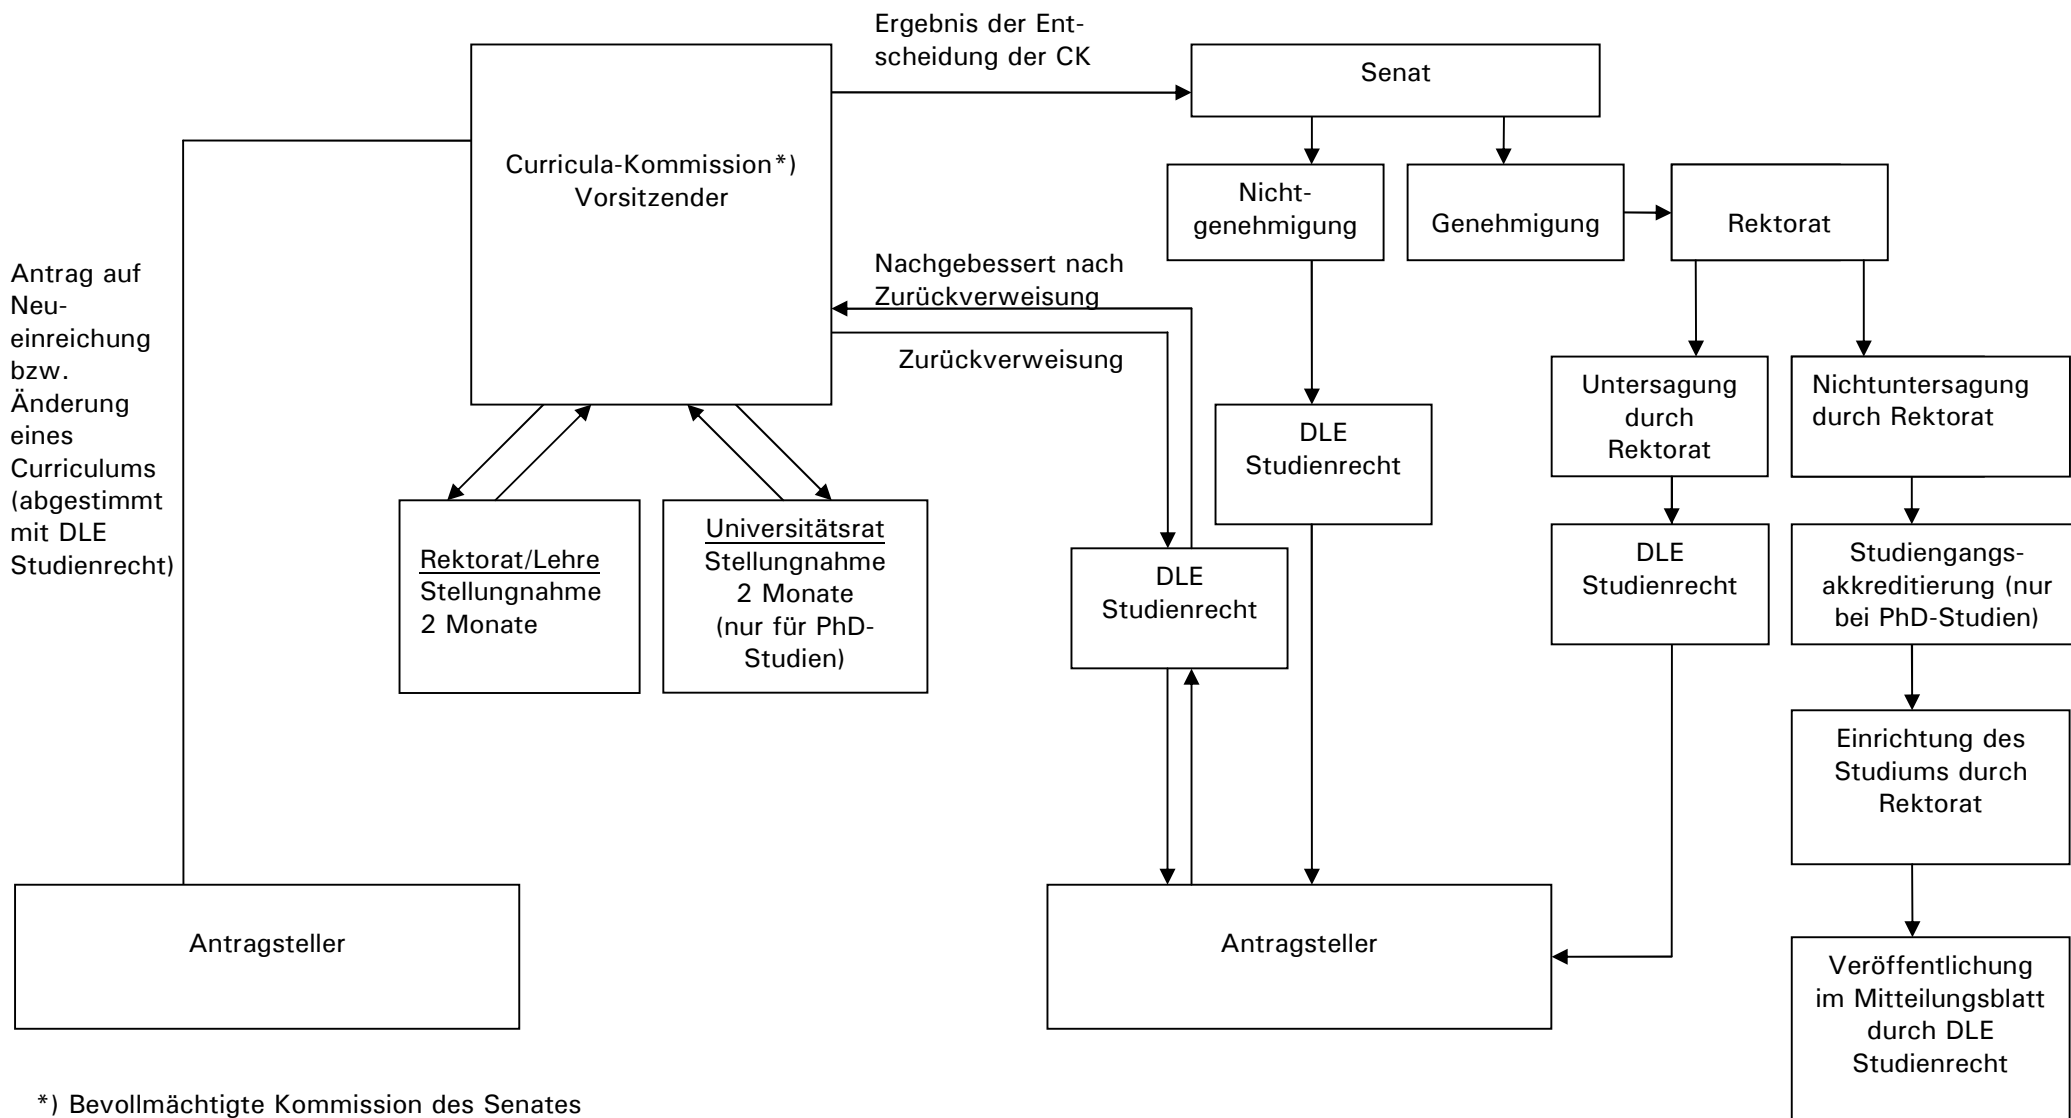 Ergebnis der Ent-
scheidung der CK
Senat
Curricula-Kommission*)
Vorsitzender
Nicht-
genehmigung
Genehmigung
Rektorat
Antrag auf
Neu-
einreichung
bzw.
Änderung
eines
Curriculums
(abgestimmt
mit DLE
Studienrecht)
Nachgebessert nach
Zurückverweisung
Zurückverweisung
Untersagung
durch
Rektorat
Nichtuntersagung
durch Rektorat
DLE
Studienrecht
Rektorat/Lehre
Stellungnahme
2 Monate
Universitätsrat
Stellungnahme
2 Monate
(nur für PhD-
Studien)
DLE
Studienrecht
DLE
Studienrecht
Studiengangs-
akkreditierung (nur
bei PhD-Studien)
Einrichtung des
Studiums durch
Rektorat
Antragsteller
Antragsteller
Veröffentlichung
im Mitteilungsblatt
durch DLE
Studienrecht
*) Bevollmächtigte Kommission des Senates